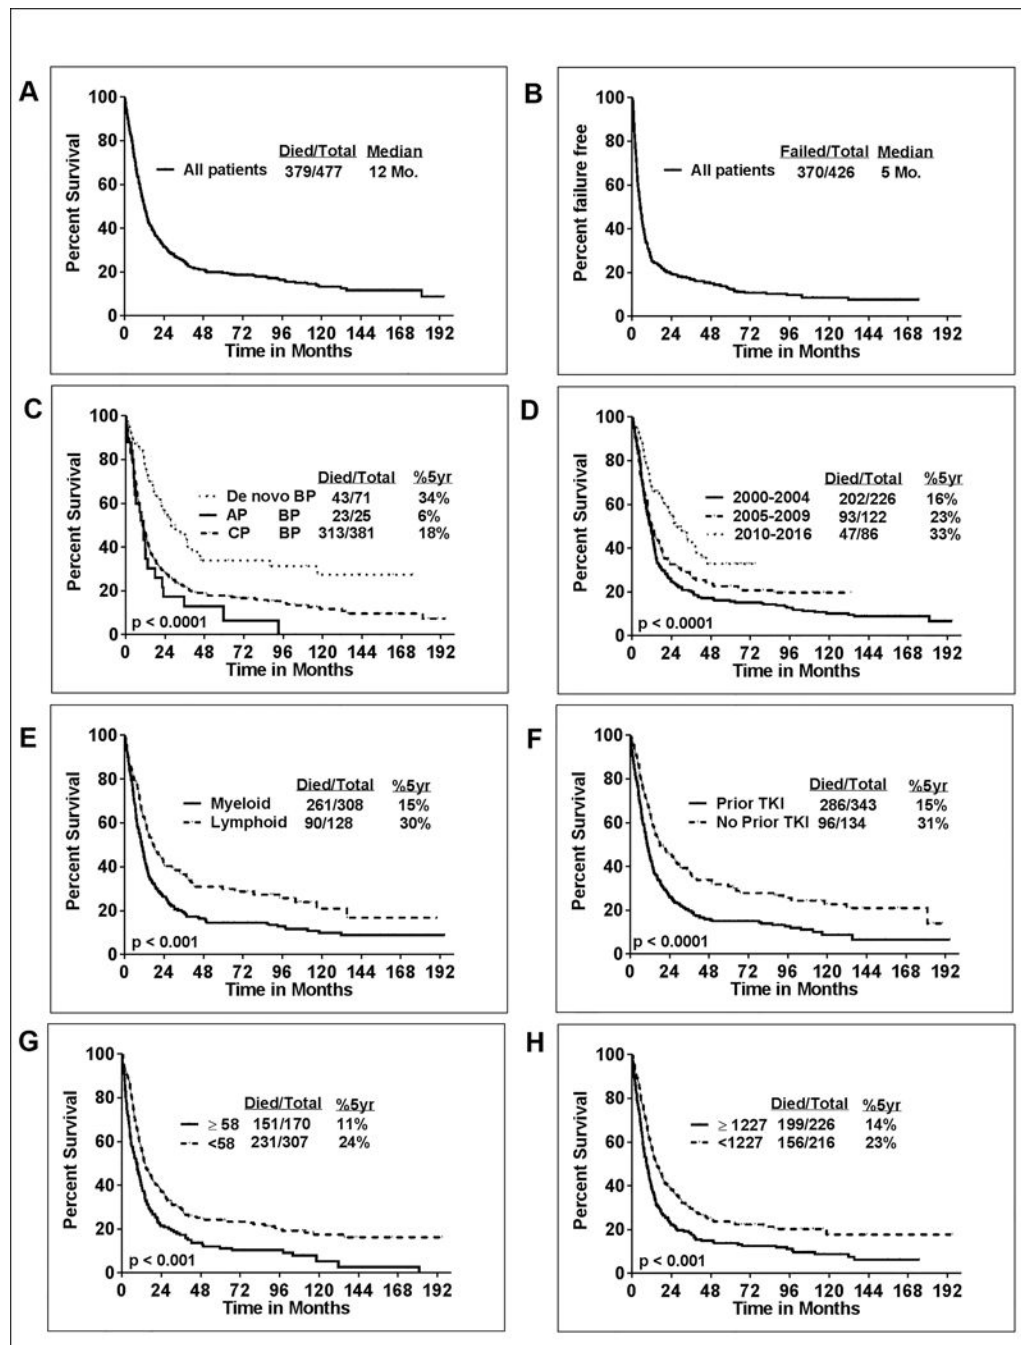 A
B
100
80
60
40
20
0
Percent Survival
Died/Total Median
All patients 379/477 12 Mo.
0 24 48 72 96 120 144 168 192
Time in Months
100
80
60
40
20
0
Percent failure free
Failed/Total Median
All patients 370/426 5 Mo.
0 24 48 72 96 120 144 168 192
Time in Months
C
D
100
80
60
40
20
0
Percent Survival
Died/Total %5yr
De novo BP 43/71 34%
AP BP 23/25 6%
CP BP 313/381 18%
p < 0.0001
0 24 48 72 96 120 144 168 192
Time in Months
100
80
60
40
20
0
Percent Survival
Died/Total %5yr
2000-2004 202/226 16%
2005-2009 93/122 23%
2010-2016 47/86 33%
p < 0.0001
0 24 48 72 96 120 144 168 192
Time in Months
E
F
100
80
60
40
20
0
Percent Survival
Died/Total %5yr
Myeloid 261/308 15%
Lymphoid 90/128 30%
p < 0.001
0 24 48 72 96 120 144 168 192
Time in Months
100
80
60
40
20
0
Percent Survival
Died/Total %5yr
Prior TKI 286/343 15%
No Prior TKI 96/134 31%
p < 0.0001
0 24 48 72 96 120 144 168 192
Time in Months
G
H
100
80
60
40
20
0
Percent Survival
Died/Total %5yr
≥ 58 151/170 11%
<58 231/307 24%
p < 0.001
0 24 48 72 96 120 144 168 192
Time in Months
100
80
60
40
20
0
Percent Survival
Died/Total %5yr
≥ 1227 199/226 14%
<1227 156/216 23%
p < 0.001
0 24 48 72 96 120 144 168 192
Time in Months